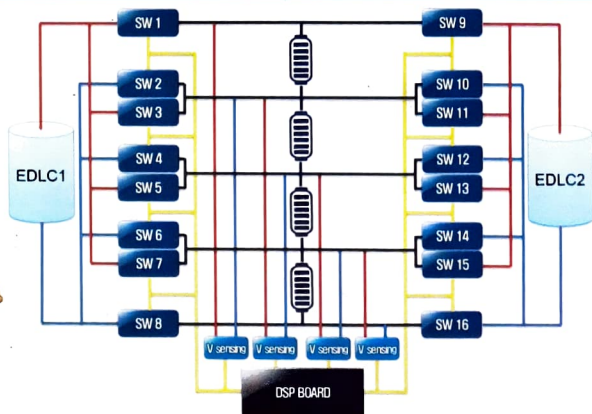 SW 1
SW 9
SW 2
SW 10
SW 3
SW 11
EDLC1
SW 4
SW 12
EDLC2
SW 5
SW 13
SW 6
SW 14
SW 7
SW 15
SW 8
SW 16
V sensing
V sensing
V sensing
V sensing
DSP BOARD